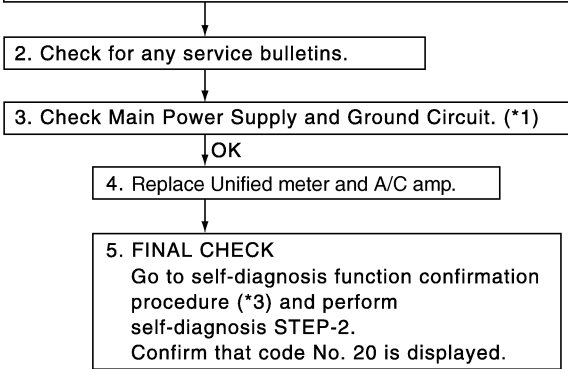 2. Check for any service bulletins.
3. Check Main Power Supply and Ground Circuit. (*1)
OK
4. Replace Unified meter and A/C amp.
5. FINAL CHECK
Go to self-diagnosis function confirmation
procedure (*3) and perform
self-diagnosis STEP-2.
Confirm that code No. 20 is displayed.